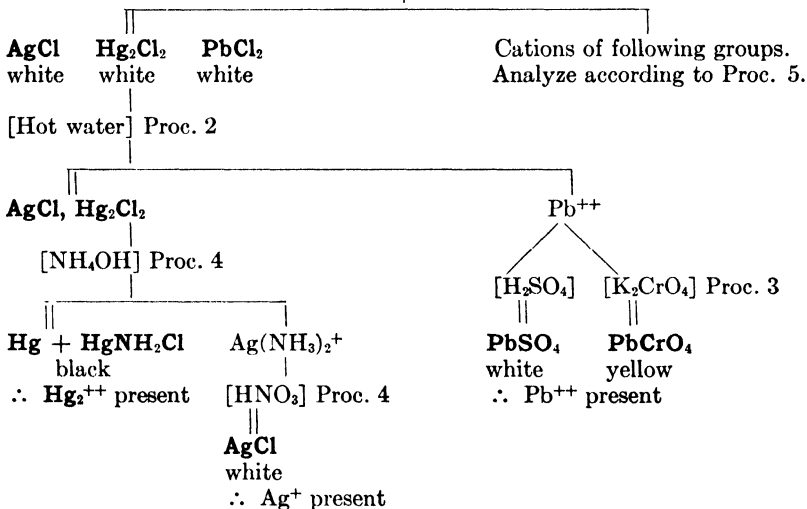 AgCl Hg₂Cl₂ PbCl₂ Cations of following groups.
white white white Analyze according to Proc. 5.
[Hot water] Proc. 2
AgCl, Hg₂Cl₂ Pb⁺⁺
[NH₄OH] Proc. 4
[H₂SO₄] [K₂CrO₄] Proc. 3
Hg + HgNH₂Cl Ag(NH₃)₂⁺ PbSO₄ PbCrO₄
black white yellow
∴ Hg₂⁺⁺ present [HNO₃] Proc. 4 ∴ Pb⁺⁺ present
AgCl
white
∴ Ag⁺ present